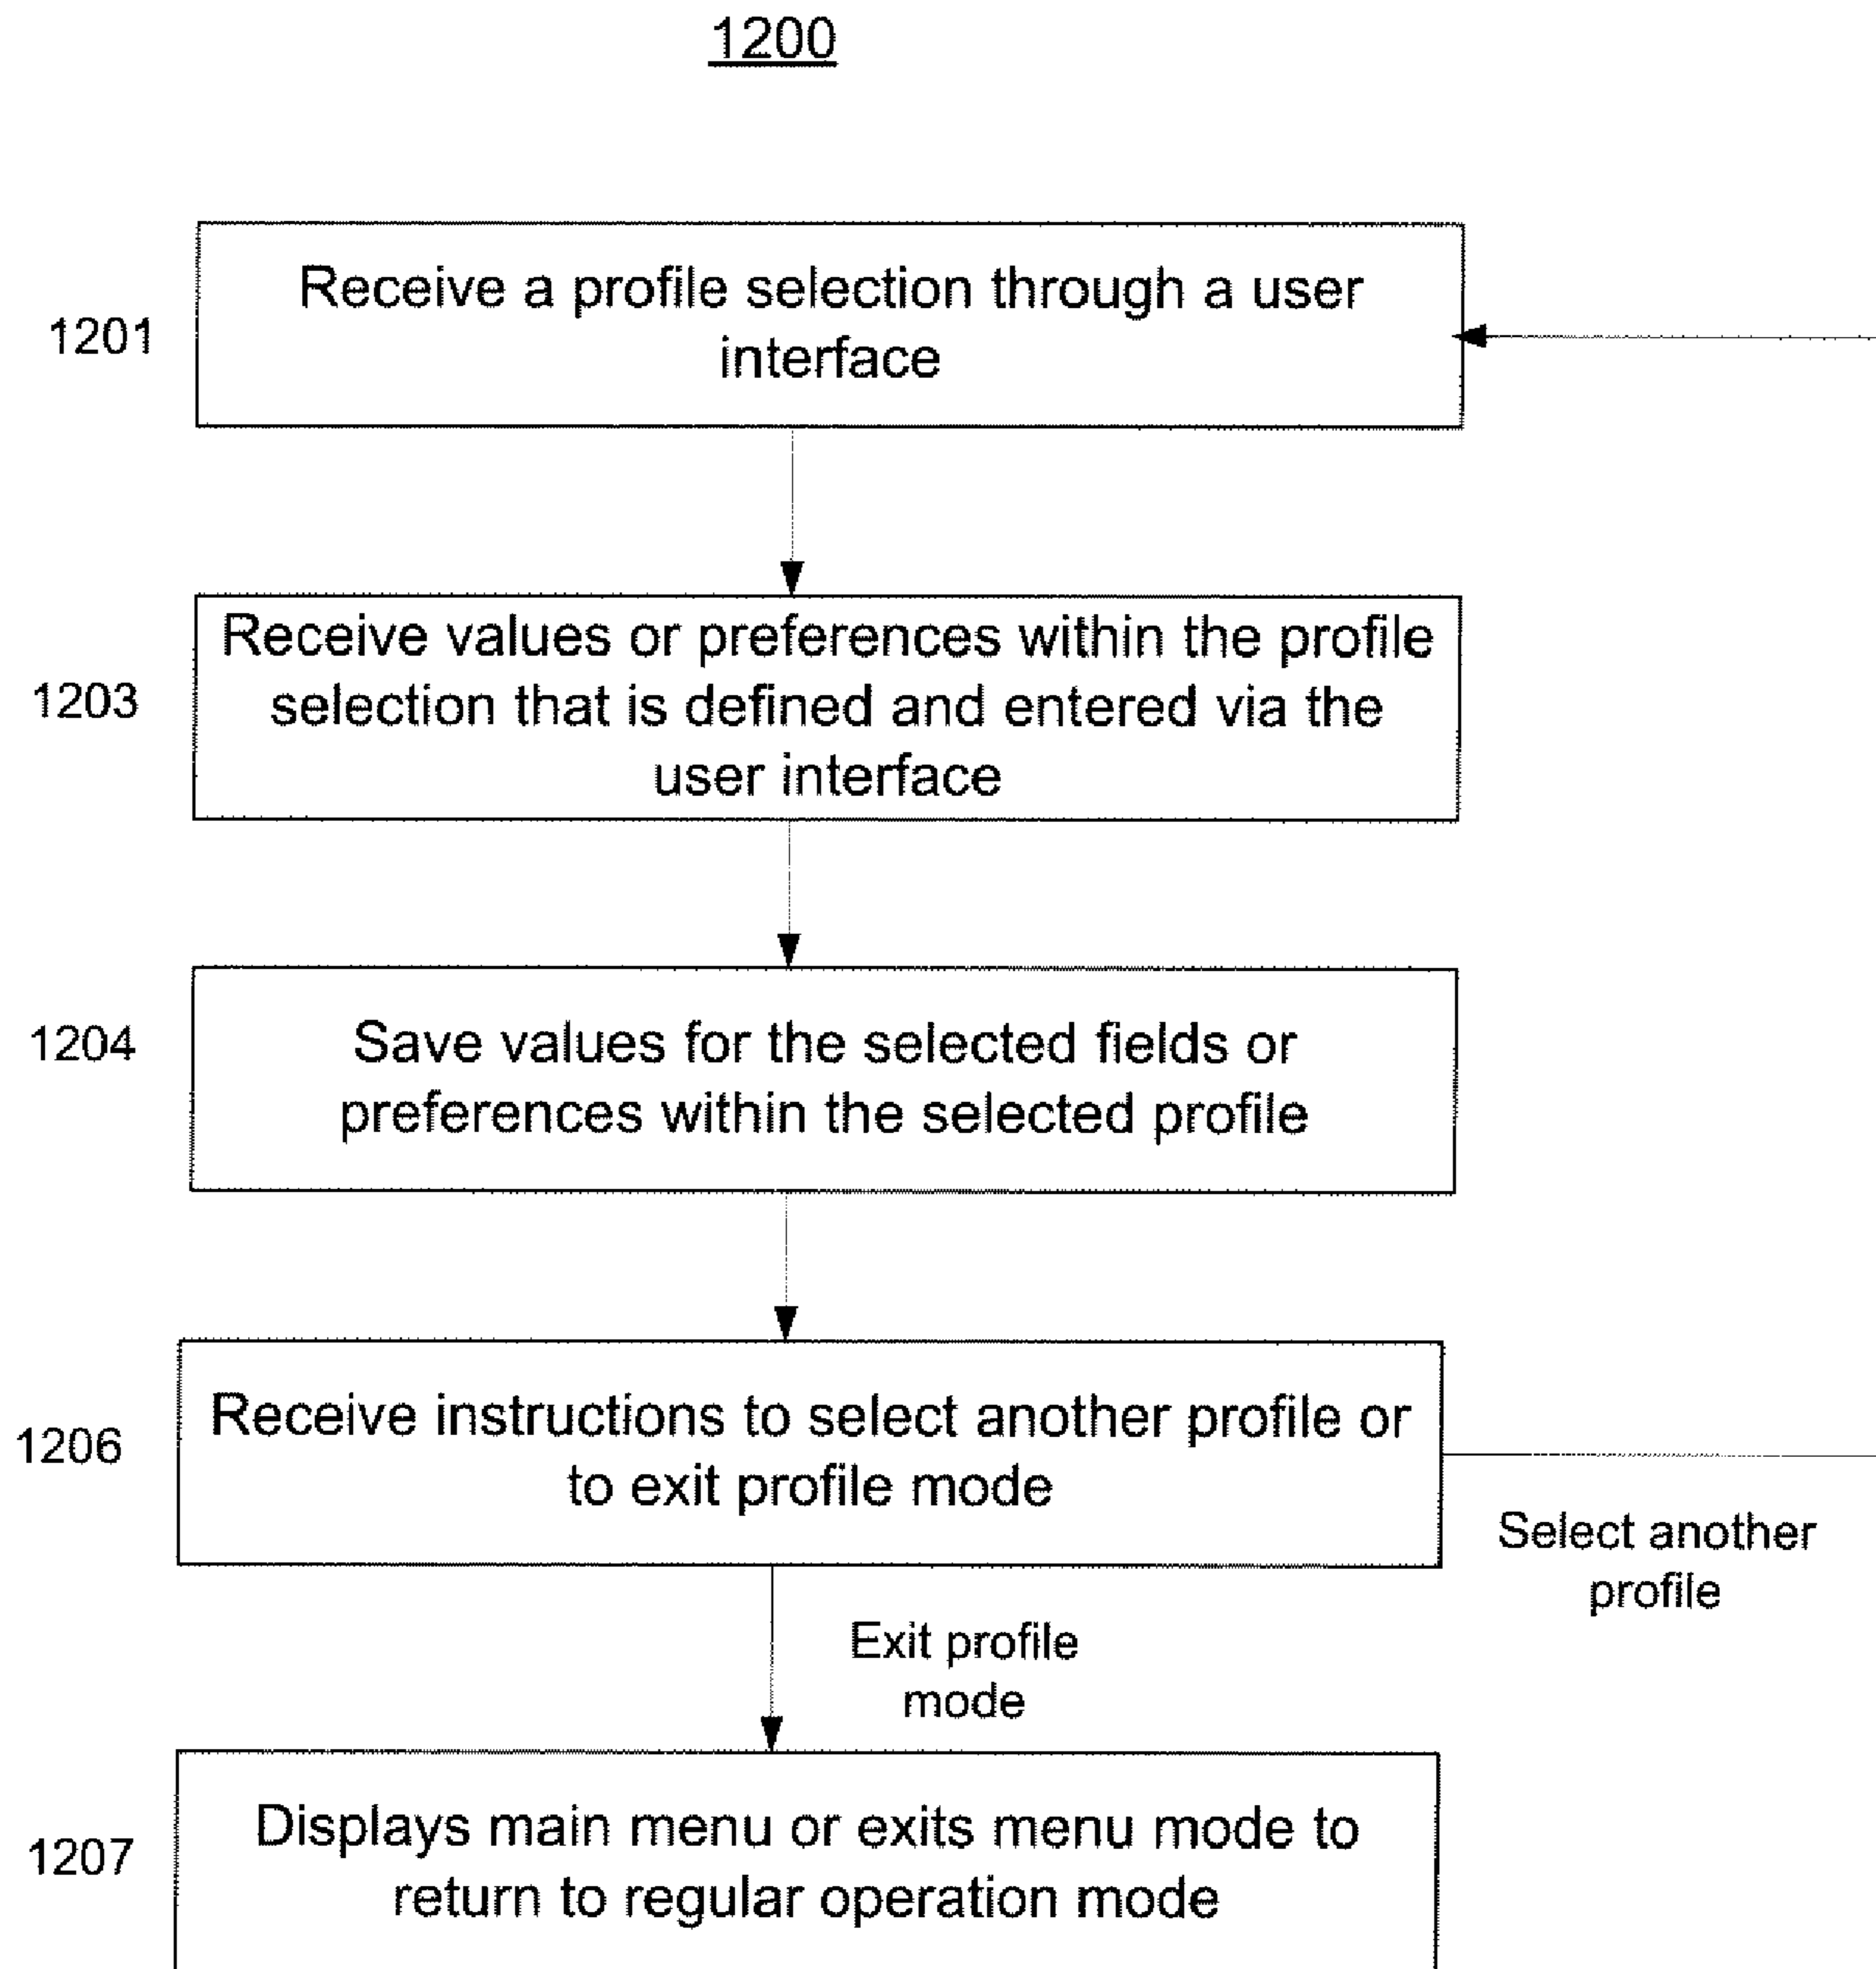 1200
1201
Receive a profile selection through a user
interface
1203
Receive values or preferences within the profile
selection that is defined and entered via the
user interface
1204
Save values for the selected fields or
preferences within the selected profile
1206
Receive instructions to select another profile or
to exit profile mode
Select another
profile
Exit profile
mode
1207
Displays main menu or exits menu mode to
return to regular operation mode